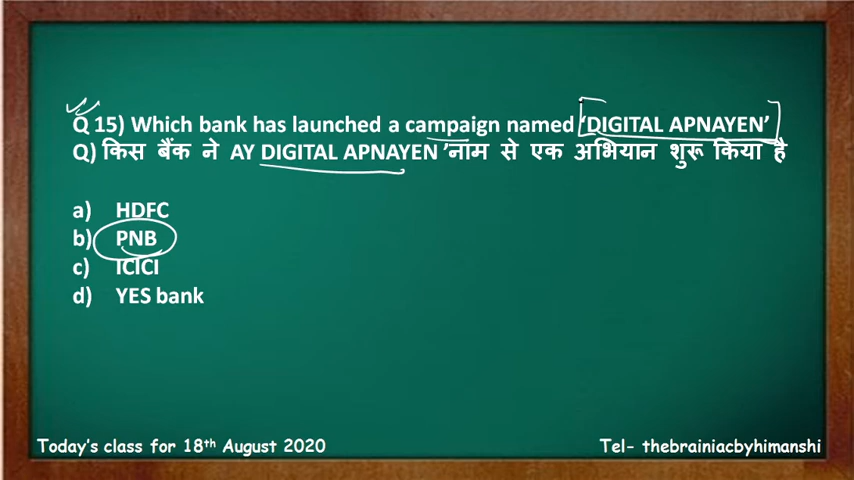 Q 15) Which bank has launched a campaign named 'DIGITAL APNAYEN'
Q) किस बैंक ने AY DIGITAL APNAYEN 'नाम से एक अभियान शुरू किया है
a) HDFC
b) PNB
c) ICICI
d) YES bank
Today's class for 18th August 2020
Tel- thebrainiacbyhimanshi